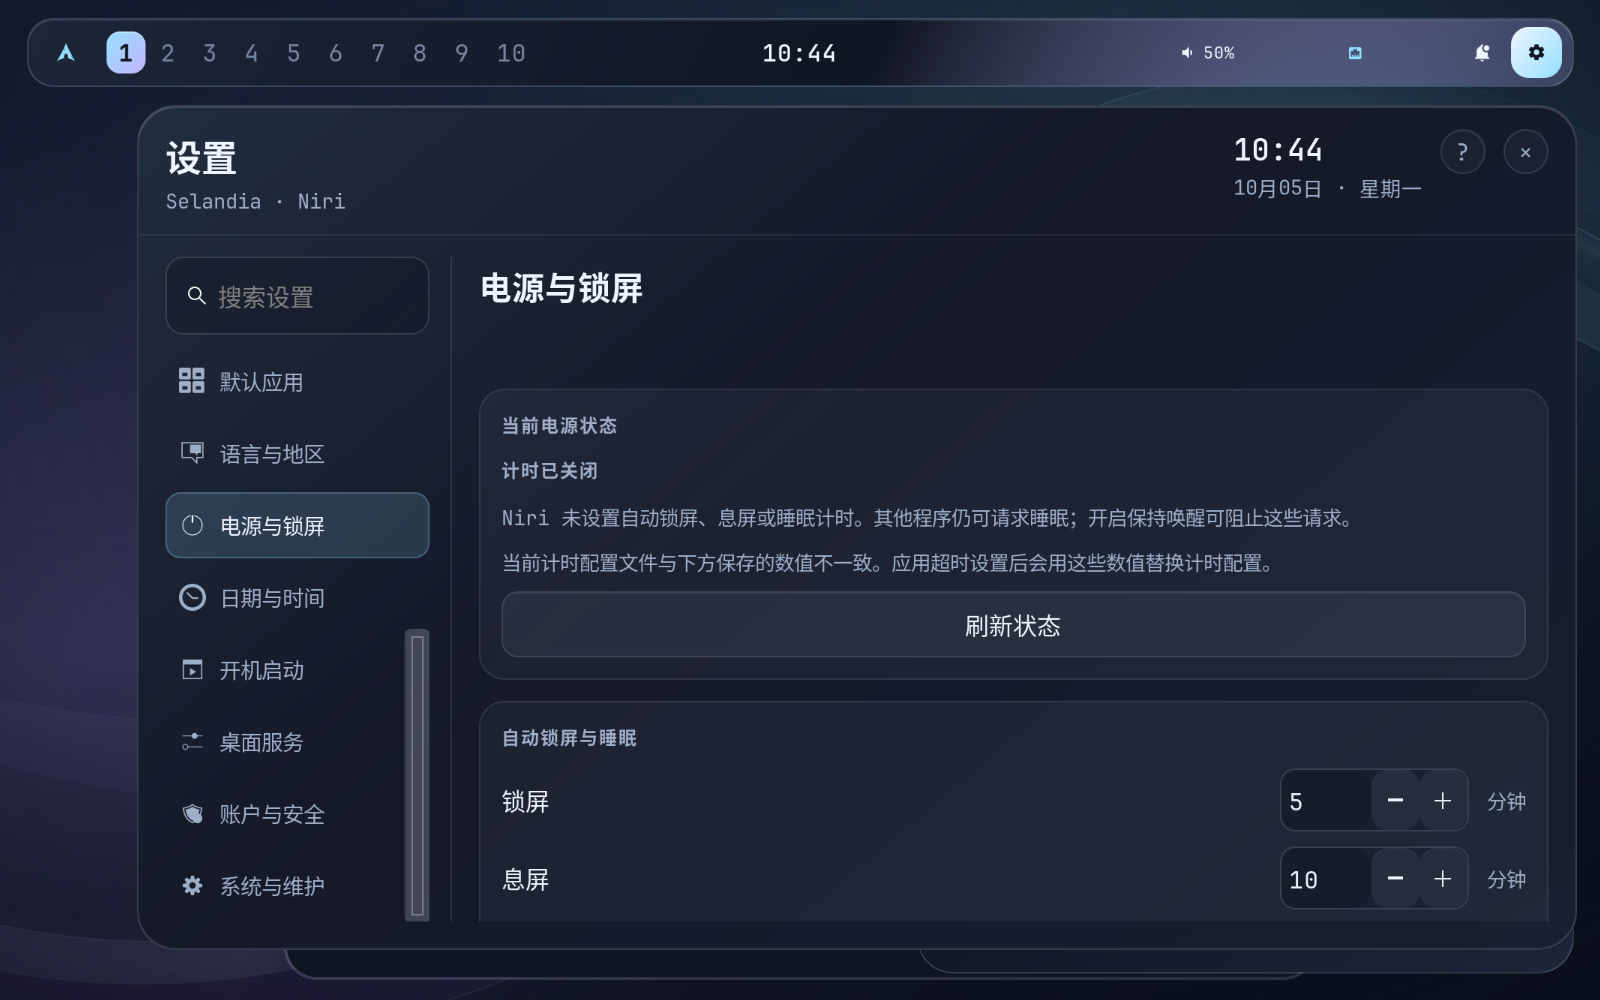 1 2 3 4 5 6 7 8 9 10
10:44
50%
设置
Selandia · Niri
10:44
10月05日 · 星期一
?
×
搜索设置
默认应用
语言与地区
电源与锁屏
日期与时间
开机启动
桌面服务
账户与安全
系统与维护
电源与锁屏
当前电源状态
计时已关闭
Niri 未设置自动锁屏、息屏或睡眠计时。其他程序仍可请求睡眠；开启保持唤醒可阻止这些请求。
当前计时配置文件与下方保存的数值不一致。应用超时设置后会用这些数值替换计时配置。
刷新状态
自动锁屏与睡眠
锁屏
5 − + 分钟
息屏
10 − + 分钟